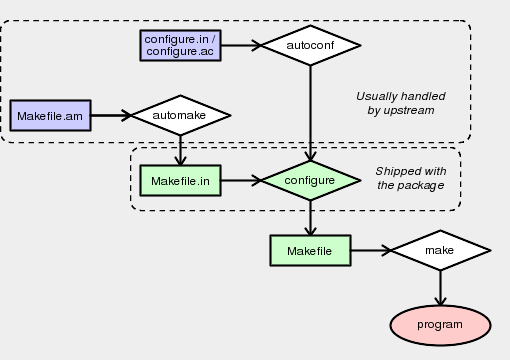 configure.in /
configure.ac
autoconf
Usually handled
by upstream
Makefile.am
automake
Makefile.in
configure
Shipped with
the package
Makefile
make
program